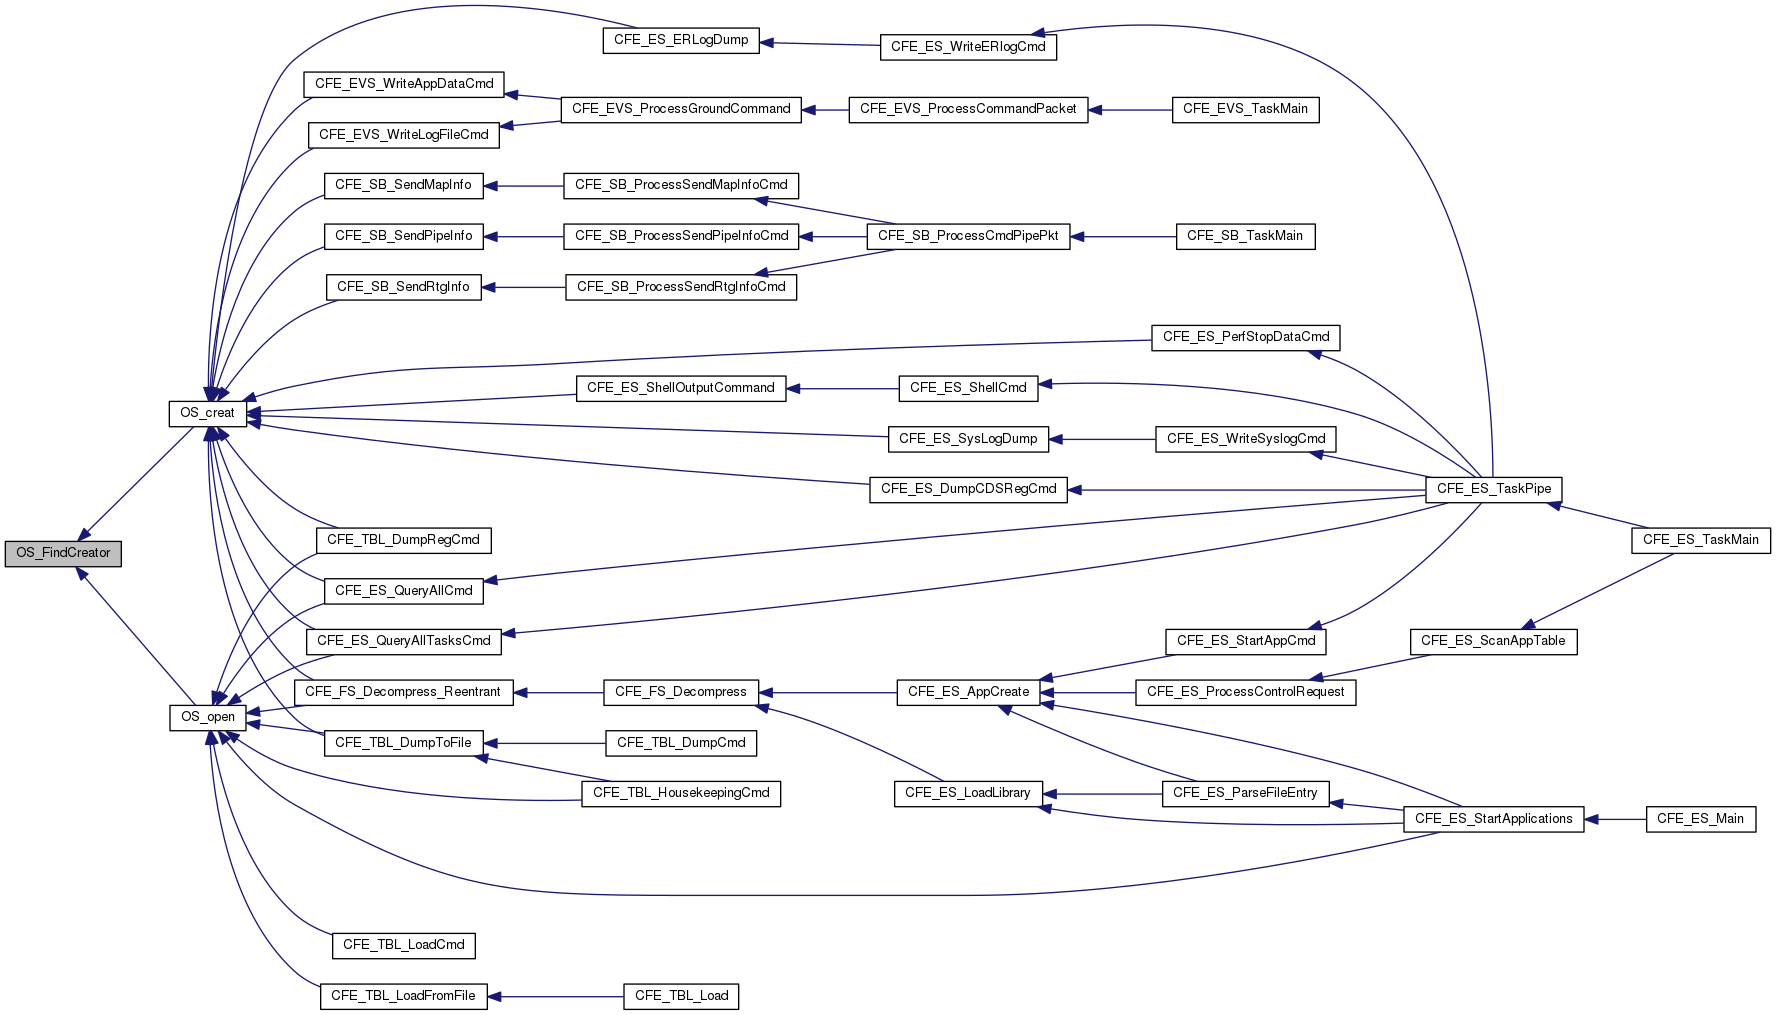 CFE_ES_ERLogDump
CFE_ES_WriteERlogCmd
CFE_EVS_WriteAppDataCmd
CFE_EVS_ProcessGroundCommand
CFE_EVS_ProcessCommandPacket
CFE_EVS_TaskMain
CFE_EVS_WriteLogFileCmd
CFE_SB_SendMapInfo
CFE_SB_ProcessSendMapInfoCmd
CFE_SB_SendPipeInfo
CFE_SB_ProcessSendPipeInfoCmd
CFE_SB_ProcessCmdPipePkt
CFE_SB_TaskMain
CFE_SB_SendRtgInfo
CFE_SB_ProcessSendRtgInfoCmd
CFE_ES_PerfStopDataCmd
CFE_ES_ShellOutputCommand
CFE_ES_ShellCmd
OS_creat
CFE_ES_SysLogDump
CFE_ES_WriteSyslogCmd
CFE_ES_DumpCDSRegCmd
CFE_ES_TaskPipe
CFE_TBL_DumpRegCmd
CFE_ES_TaskMain
OS_FindCreator
CFE_ES_QueryAllCmd
CFE_ES_QueryAllTasksCmd
CFE_ES_StartAppCmd
CFE_ES_ScanAppTable
CFE_FS_Decompress_Reentrant
CFE_FS_Decompress
CFE_ES_AppCreate
CFE_ES_ProcessControlRequest
OS_open
CFE_TBL_DumpToFile
CFE_TBL_DumpCmd
CFE_TBL_HousekeepingCmd
CFE_ES_LoadLibrary
CFE_ES_ParseFileEntry
CFE_ES_StartApplications
CFE_ES_Main
CFE_TBL_LoadCmd
CFE_TBL_LoadFromFile
CFE_TBL_Load